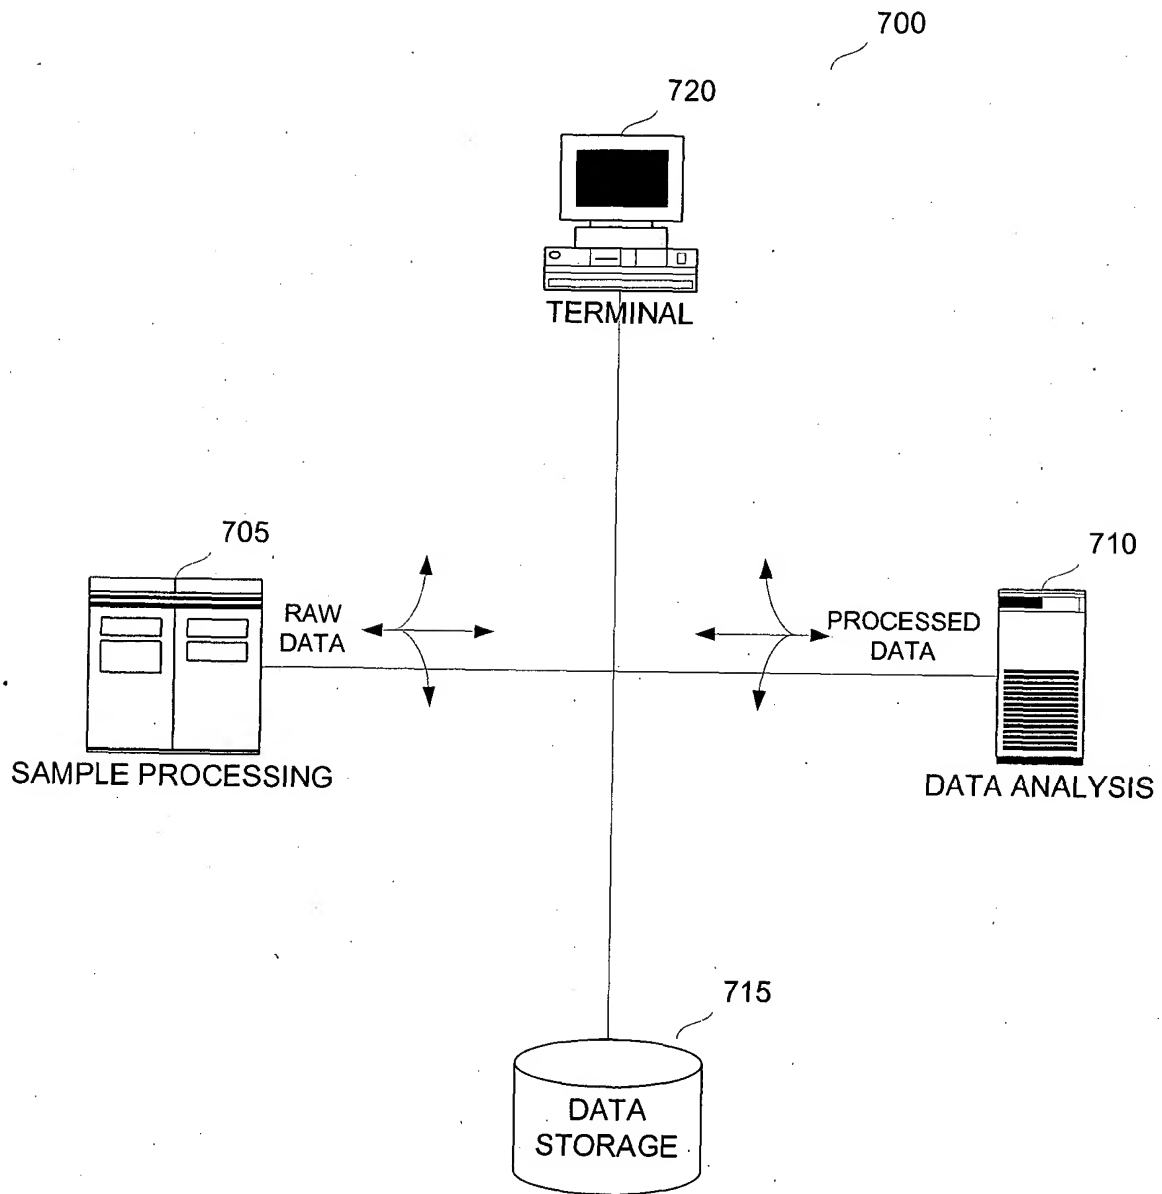 700
720
TERMINAL
705
710
RAW
DATA
PROCESSED
DATA
SAMPLE PROCESSING
DATA ANALYSIS
715
DATA
STORAGE